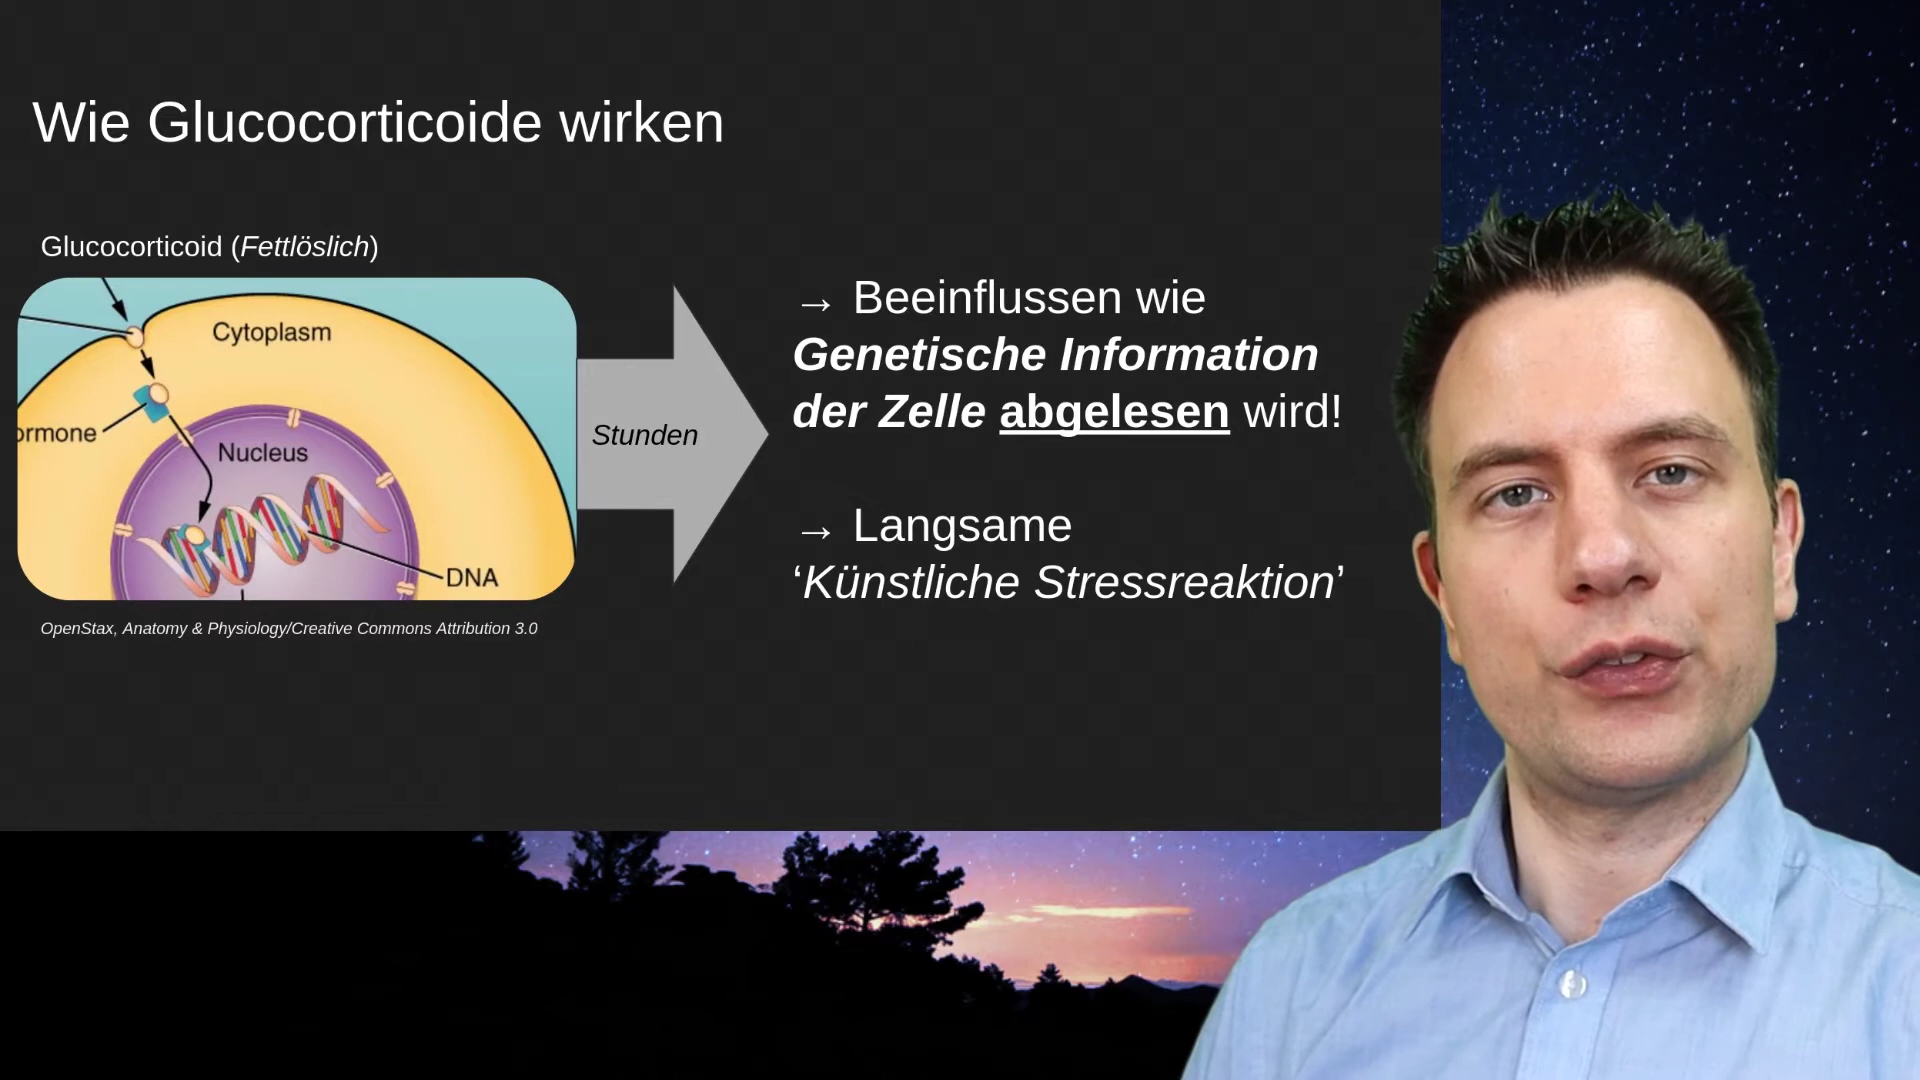 Wie Glucocorticoide wirken
Glucocorticoid (Fettlöslich)
Cytoplasm
ormone
Nucleus
DNA
OpenStax, Anatomy & Physiology/Creative Commons Attribution 3.0
Stunden
→ Beeinflussen wie
Genetische Information
der Zelle abgelesen wird!
→ Langsame
‘Künstliche Stressreaktion’